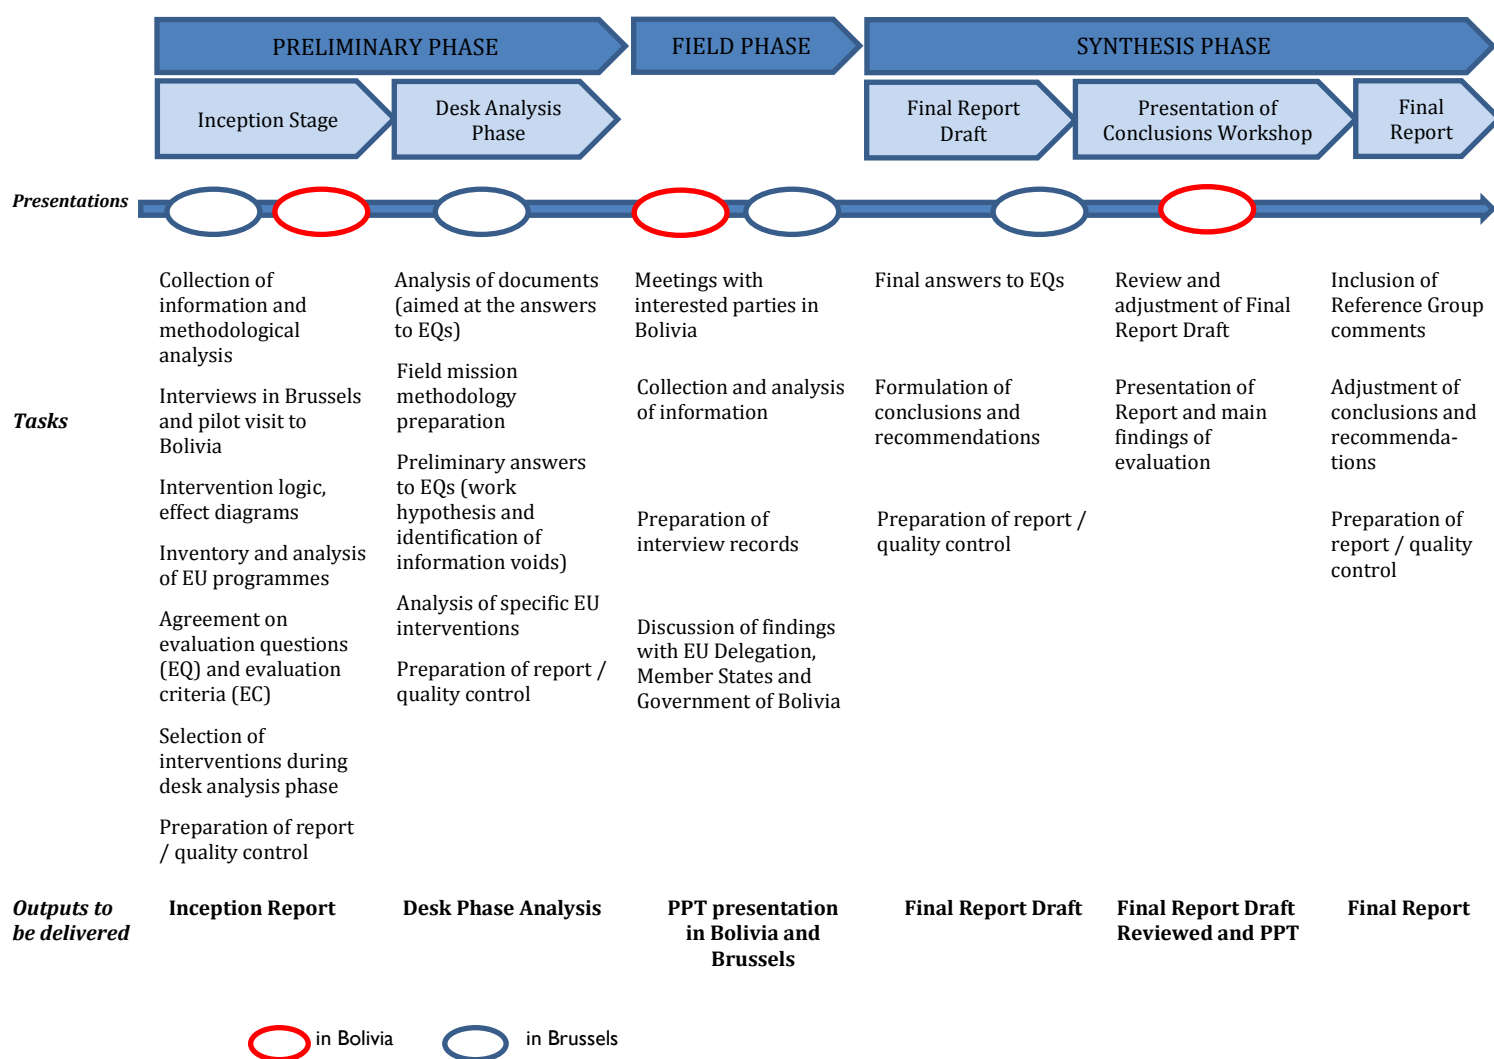 PRELIMINARY PHASE
FIELD PHASE
SYNTHESIS PHASE
Inception Stage
Desk Analysis
Phase
Final Report
Draft
Presentation of
Conclusions Workshop
Final
Report
Presentations
Tasks
Collection of
information and
methodological
analysis
Interviews in Brussels
and pilot visit to
Bolivia
Intervention logic,
effect diagrams
Inventory and analysis
of EU programmes
Agreement on
evaluation questions
(EQ) and evaluation
criteria (EC)
Selection of
interventions during
desk analysis phase
Preparation of report
/ quality control
Analysis of documents
(aimed at the answers
to EQs)
Field mission
methodology
preparation
Preliminary answers
to EQs (work
hypothesis and
identification of
information voids)
Analysis of specific EU
interventions
Preparation of report /
quality control
Meetings with
interested parties in
Bolivia
Collection and analysis
of information
Preparation of
interview records
Discussion of findings
with EU Delegation,
Member States and
Government of Bolivia
Final answers to EQs
Formulation of
conclusions and
recommendations
Preparation of report /
quality control
Review and
adjustment of Final
Report Draft
Presentation of
Report and main
findings of
evaluation
Inclusion of
Reference Group
comments
Adjustment of
conclusions and
recommenda-
tions
Preparation of
report / quality
control
Outputs to
be delivered
Inception Report
Desk Phase Analysis
PPT presentation
in Bolivia and
Brussels
Final Report Draft
Final Report Draft
Reviewed and PPT
Final Report
in Bolivia
in Brussels